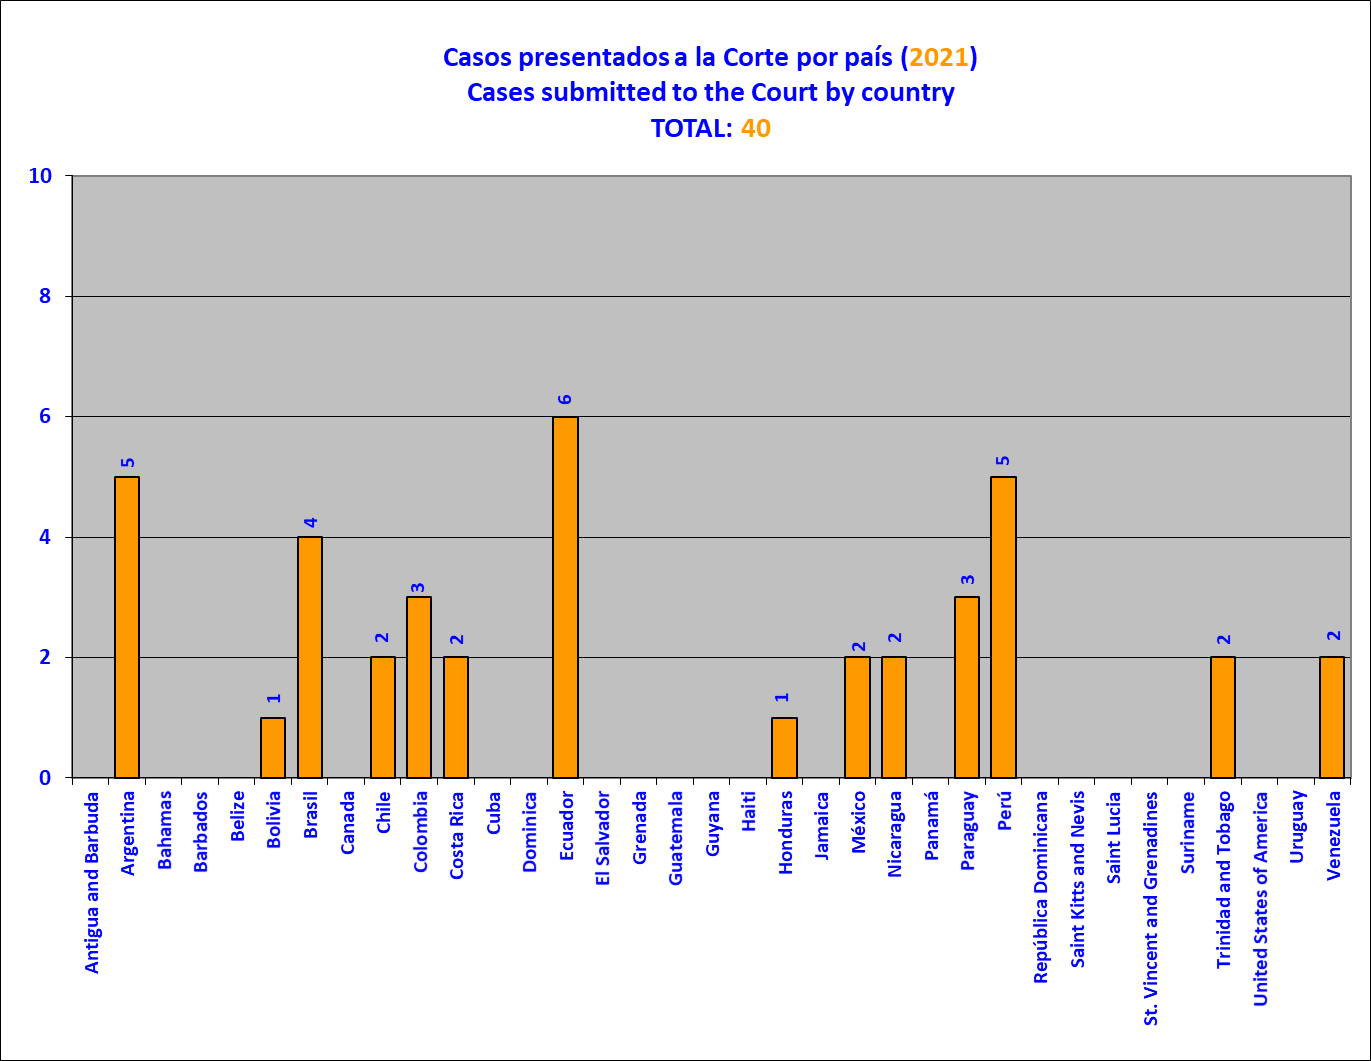 Casos presentados a la Corte por país (2021)
Cases submitted to the Court by country
TOTAL: 40
10
8
6
4
2
0
5
1
4
2
3
2
6
1
2
2
3
5
2
2
Antigua and Barbuda
Argentina
Bahamas
Barbados
Belize
Bolivia
Brasil
Canada
Chile
Colombia
Costa Rica
Cuba
Dominica
Ecuador
El Salvador
Grenada
Guatemala
Guyana
Haiti
Honduras
Jamaica
México
Nicaragua
Panamá
Paraguay
Perú
República Dominicana
Saint Kitts and Nevis
Saint Lucia
St. Vincent and Grenadines
Suriname
Trinidad and Tobago
United States of America
Uruguay
Venezuela